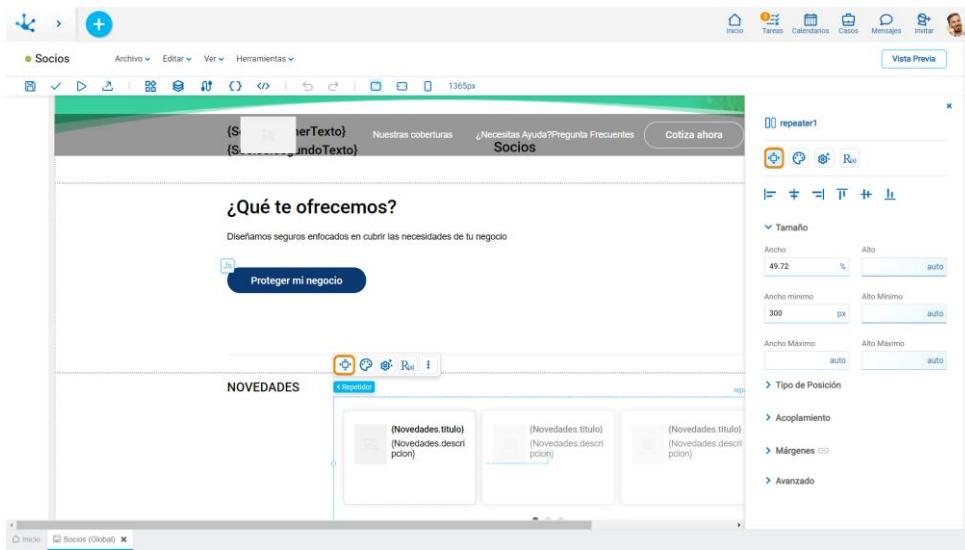 Inicio
Tareas
Calendarios
Casos
Mensajes
Invitar
Socios
Archivo
Editar
Ver
Herramientas
Vista Previa
1365px
nerTexto}
Nuestras coberturas
¿Necesitas Ayuda?Pregunta Frecuentes
Cotiza ahora
undoTexto}
Socios
¿Qué te ofrecemos?
Diseñamos seguros enfocados en cubrir las necesidades de tu negocio
Proteger mi negocio
NOVEDADES
Repetidor
{Novedades.titulo}
{Novedades.descri
pcion}
{Novedades.titulo}
{Novedades.descri
pcion}
{Novedades.titulo}
{Novedades.descri
pcion}
repeater1
R(x)
Tamaño
Ancho
Alto
49.72
%
auto
Ancho mínimo
Alto Mínimo
300
px
auto
Ancho Máximo
Alto Máximo
auto
auto
Tipo de Posición
Acoplamiento
Márgenes
Avanzado
Inicio
Socios (Global)